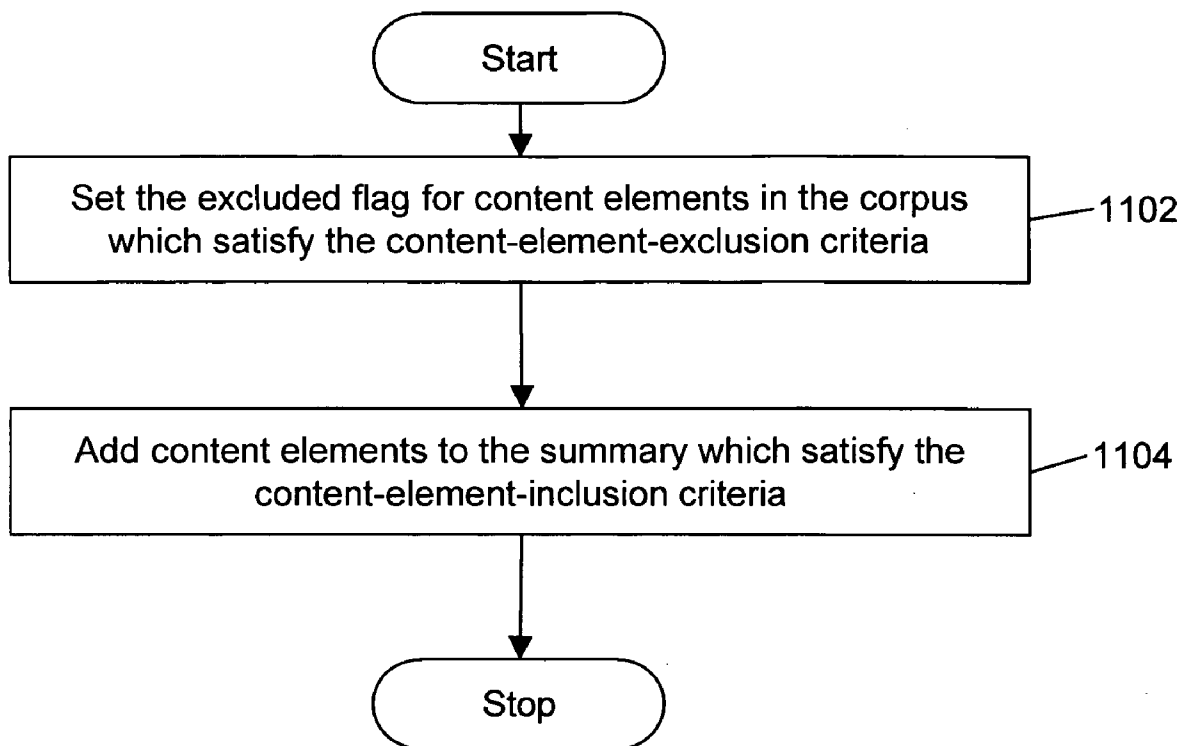 Start
Set the excluded flag for content elements in the corpus
which satisfy the content-element-exclusion criteria
1102
Add content elements to the summary which satisfy the
content-element-inclusion criteria
1104
Stop